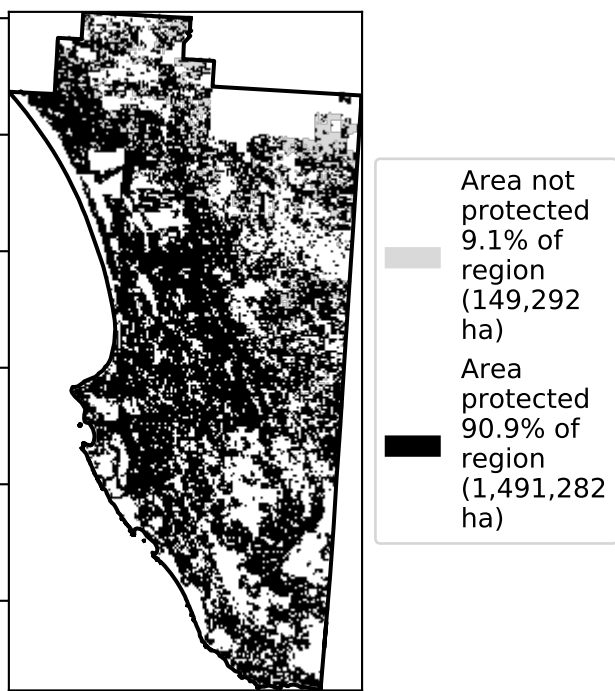 Area not
protected
9.1% of
region
(149,292
ha)
Area
protected
90.9% of
region
(1,491,282
ha)